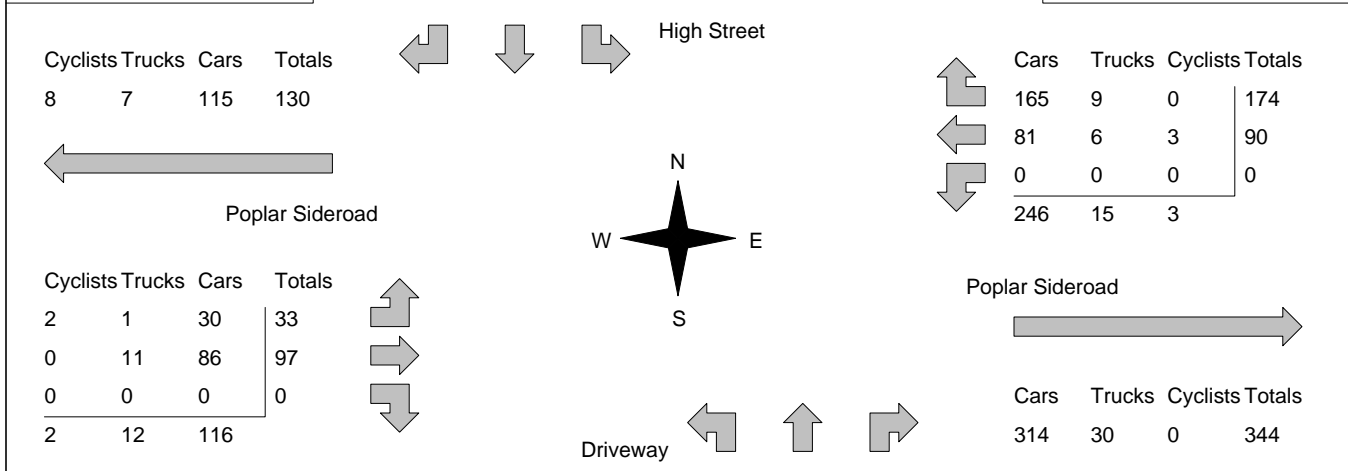 High Street
Cyclists Trucks Cars Totals
8 7 115 130
Cars Trucks Cyclists Totals
165 9 0 174
81 6 3 90
0 0 0 0
246 15 3
Poplar Sideroad
N
W E
S
Cyclists Trucks Cars Totals
2 1 30 33
0 11 86 97
0 0 0 0
2 12 116
Poplar Sideroad
Cars Trucks Cyclists Totals
314 30 0 344
Driveway